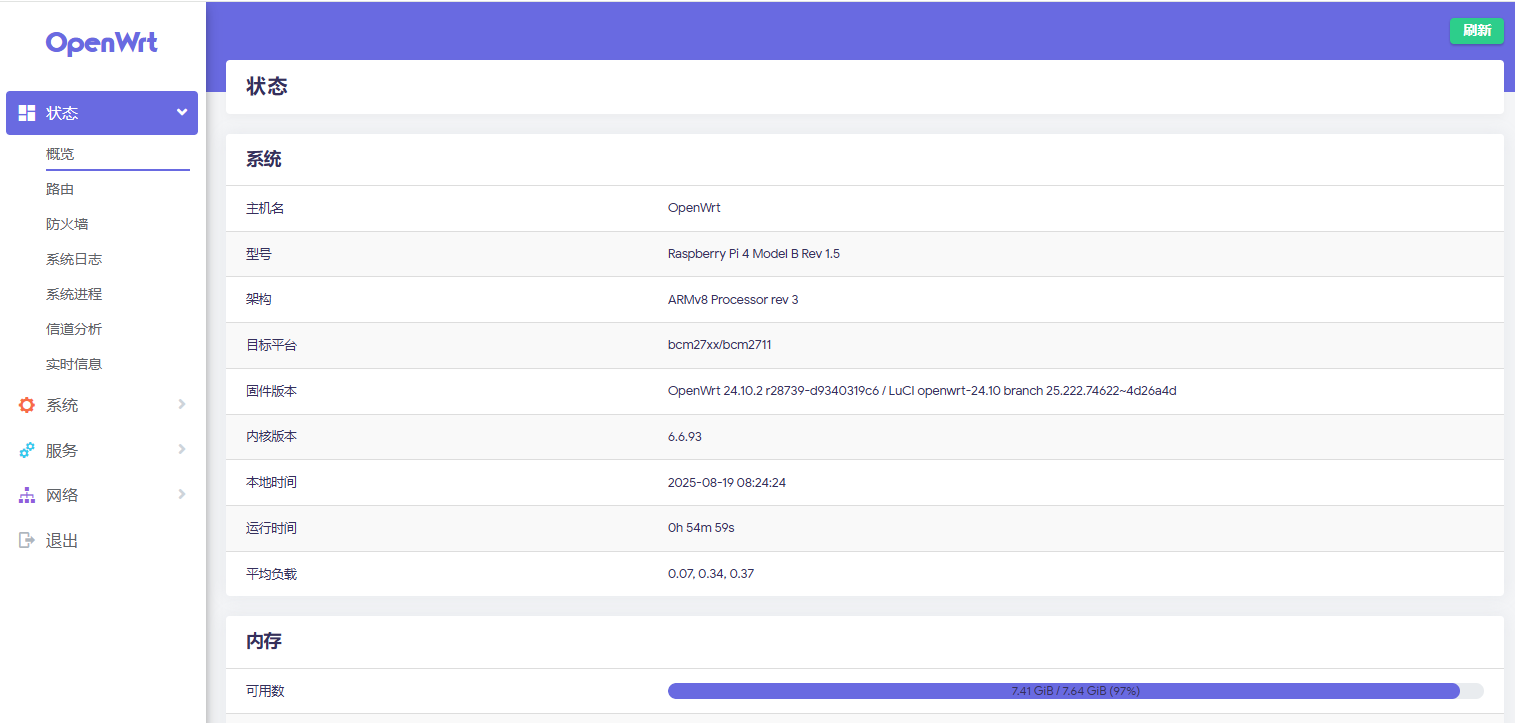 OpenWrt
刷新
状态
概览
路由
防火墙
系统日志
系统进程
信道分析
实时信息
系统
服务
网络
退出
状态
系统
主机名 OpenWrt
型号 Raspberry Pi 4 Model B Rev 1.5
架构 ARMv8 Processor rev 3
目标平台 bcm27xx/bcm2711
固件版本 OpenWrt 24.10.2 r28739-d9340319c6 / LuCI openwrt-24.10 branch 25.222.74622~4d26a4d
内核版本 6.6.93
本地时间 2025-08-19 08:24:24
运行时间 0h 54m 59s
平均负载 0.07, 0.34, 0.37
内存
可用数 7.41 GiB / 7.64 GiB (97%)